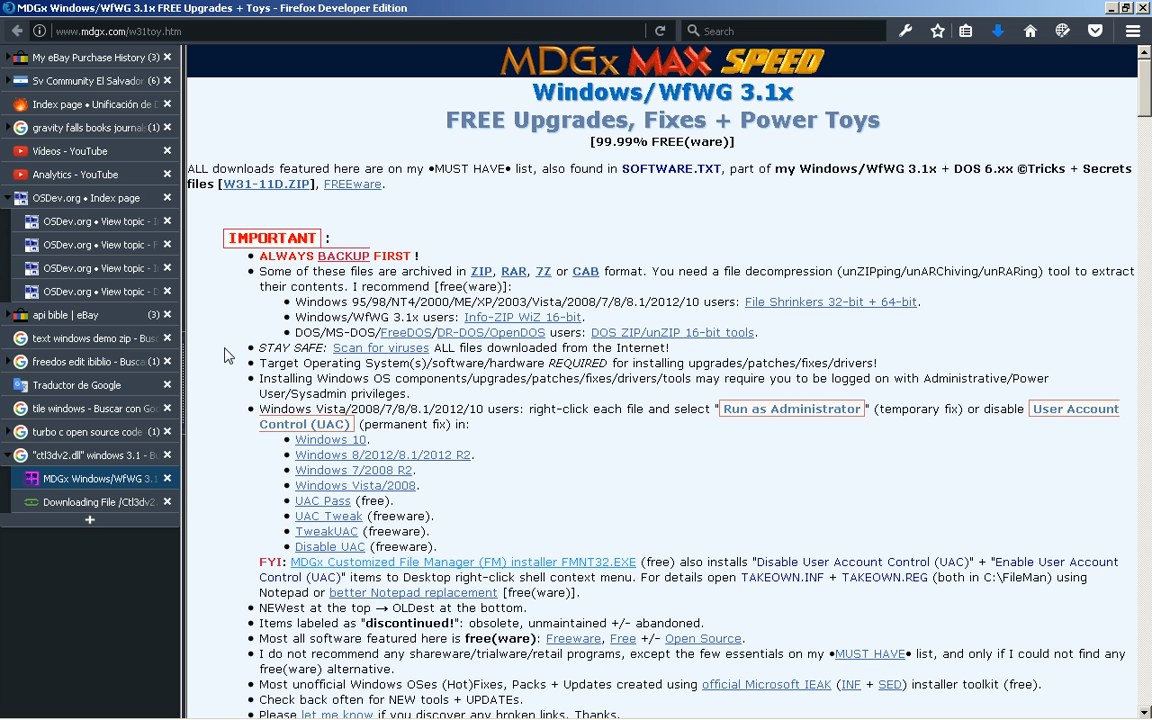 MDGx Windows/WfWG 3.1x FREE Upgrades + Toys - Firefox Developer Edition
www.mdgx.com/w31toy.htm
Search
My eBay Purchase History (3)
Sv Community El Salvador (6)
Index page • Unificación de D
gravity falls books journal (1)
Vídeos - YouTube
Analytics - YouTube
OSDev.org • Index page
OSDev.org • View topic -
OSDev.org • View topic -
OSDev.org • View topic -
OSDev.org • View topic -
api bible | eBay (3)
text windows demo zip - Busc
freedos edit ibiblio - Buscar (1)
Traductor de Google
tile windows - Buscar con Goo
turbo c open source code (1)
"ctl3dv2.dll" windows 3.1 - B
MDGx Windows/WfWG 3.1
Downloading File /Ctl3dv2
MDGx MAX SPEED
Windows/WfWG 3.1x
FREE Upgrades, Fixes + Power Toys
[99.99% FREE(ware)]
ALL downloads featured here are on my •MUST HAVE• list, also found in SOFTWARE.TXT, part of my Windows/WfWG 3.1x + DOS 6.xx ©Tricks + Secrets
files [W31-11D.ZIP], FREEware.
IMPORTANT :
• ALWAYS BACKUP FIRST !
• Some of these files are archived in ZIP, RAR, 7Z or CAB format. You need a file decompression (unZIPping/unARChiving/unRARing) tool to extract
their contents. I recommend [free(ware)]:
• Windows 95/98/NT4/2000/ME/XP/2003/Vista/2008/7/8/8.1/2012/10 users: File Shrinkers 32-bit + 64-bit.
• Windows/WfWG 3.1x users: Info-ZIP WiZ 16-bit.
• DOS/MS-DOS/FreeDOS/DR-DOS/OpenDOS users: DOS ZIP/unZIP 16-bit tools.
• STAY SAFE: Scan for viruses ALL files downloaded from the Internet!
• Target Operating System(s)/software/hardware REQUIRED for installing upgrades/patches/fixes/drivers!
• Installing Windows OS components/upgrades/patches/fixes/drivers/tools may require you to be logged on with Administrative/Power
User/Sysadmin privileges.
• Windows Vista/2008/7/8/8.1/2012/10 users: right-click each file and select "Run as Administrator" (temporary fix) or disable User Account
Control (UAC) (permanent fix) in:
• Windows 10.
• Windows 8/2012/8.1/2012 R2.
• Windows 7/2008 R2.
• Windows Vista/2008.
• UAC Pass (free).
• UAC Tweak (freeware).
• TweakUAC (freeware).
• Disable UAC (freeware).
FYI: MDGx Customized File Manager (FM) installer FMNT32.EXE (free) also installs "Disable User Account Control (UAC)" + "Enable User Account
Control (UAC)" items to Desktop right-click shell context menu. For details open TAKEOWN.INF + TAKEOWN.REG (both in C:\FileMan) using
Notepad or better Notepad replacement [free(ware)].
• NEWest at the top → OLDest at the bottom.
• Items labeled as "discontinued!": obsolete, unmaintained +/- abandoned.
• Most all software featured here is free(ware): Freeware, Free +/- Open Source.
• I do not recommend any shareware/trialware/retail programs, except the few essentials on my •MUST HAVE• list, and only if I could not find any
free(ware) alternative.
• Most unofficial Windows OSes (Hot)Fixes, Packs + Updates created using official Microsoft IEAK (INF + SED) installer toolkit (free).
• Check back often for NEW tools + UPDATEs.
• Please let me know if you discover any broken links. Thanks.